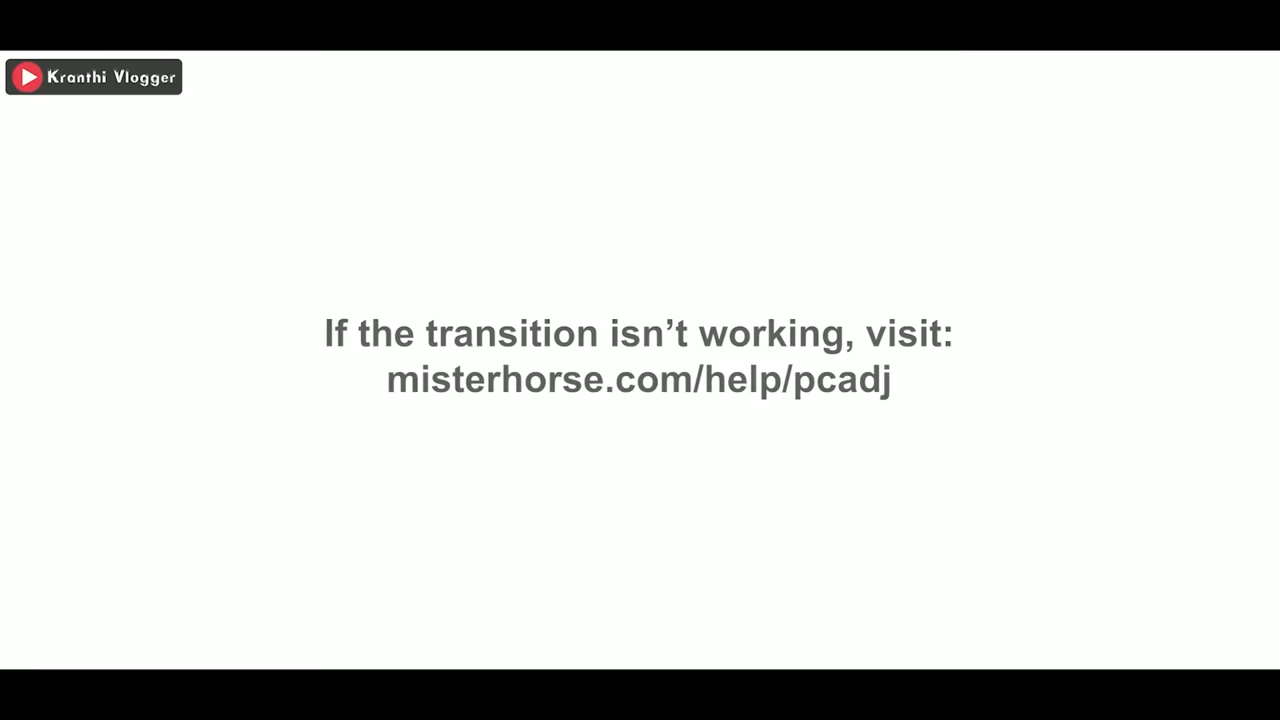 Kranthi Vlogger
If the transition isn’t working, visit:
misterhorse.com/help/pcadj